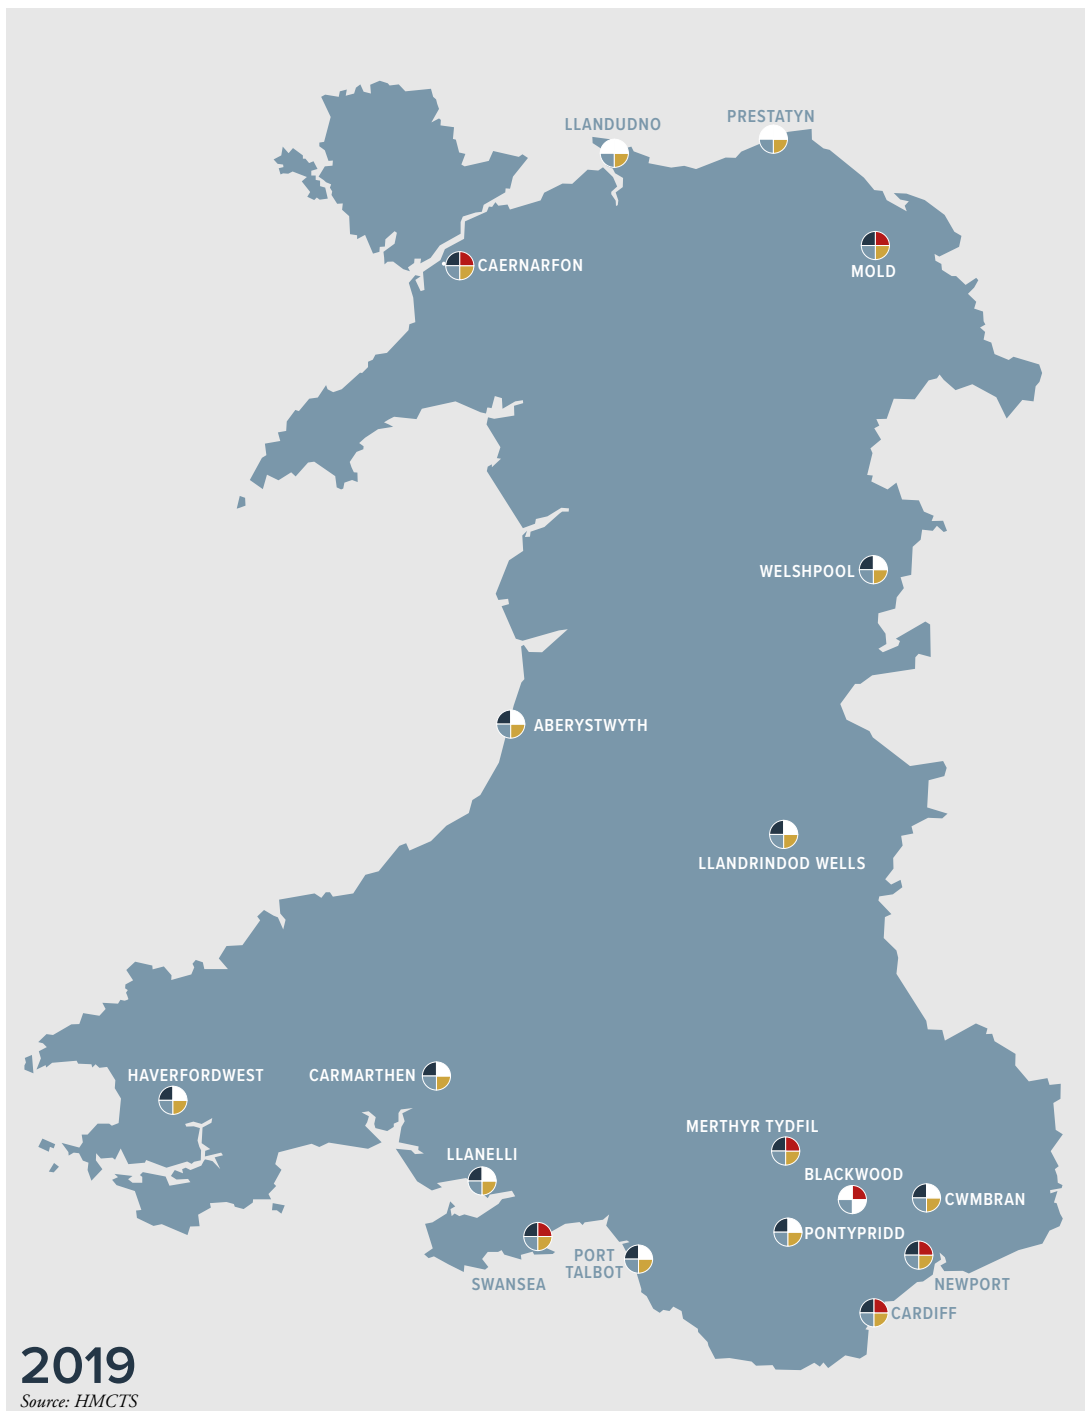 LLANDUDNO
PRESTATYN
CAERNARFON
MOLD
WELSHPOOL
ABERYSTWYTH
LLANDRINDOD WELLS
HAVERFORDWEST
CARMARTHEN
MERTHYR TYDFIL
LLANELLI
BLACKWOOD
CWMBRAN
PONTYPRIDD
PORT
TALBOT
SWANSEA
NEWPORT
CARDIFF
2019
Source: HMCTS